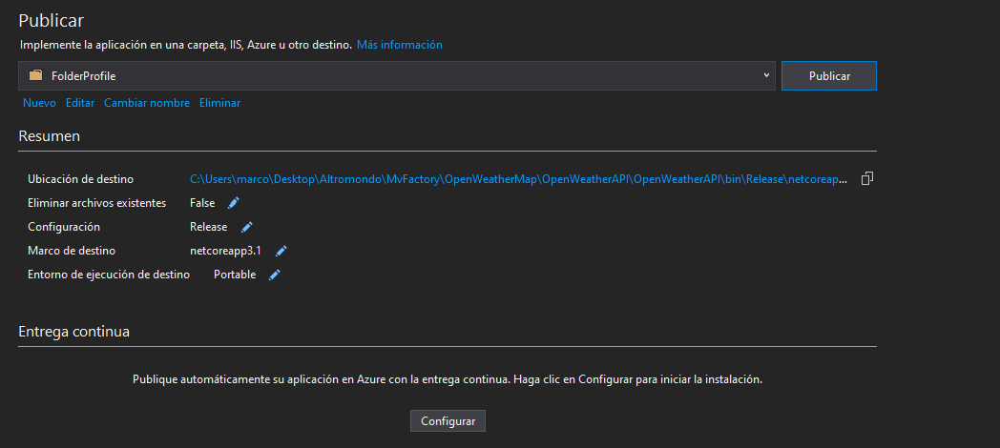 Publicar
Implemente la aplicación en una carpeta, IIS, Azure u otro destino. Más información
FolderProfile
Publicar
Nuevo Editar Cambiar nombre Eliminar
Resumen
Ubicación de destino C:\Users\marco\Desktop\Altromondo\MvFactory\OpenWeatherMap\OpenWeatherAPI\OpenWeatherAPI\bin\Release\netcoreap...
Eliminar archivos existentes False
Configuración Release
Marco de destino netcoreapp3.1
Entorno de ejecución de destino Portable
Entrega continua
Publique automáticamente su aplicación en Azure con la entrega continua. Haga clic en Configurar para iniciar la instalación.
Configurar